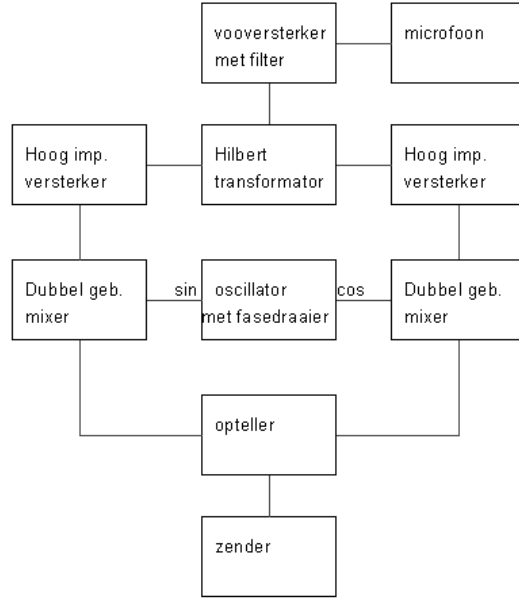 vooversterker
met filter
microfoon
Hoog imp.
versterker
Hilbert
transformator
Hoog imp.
versterker
Dubbel geb.
mixer
sin
oscillator
met fasedraaier
cos
Dubbel geb.
mixer
opteller
zender